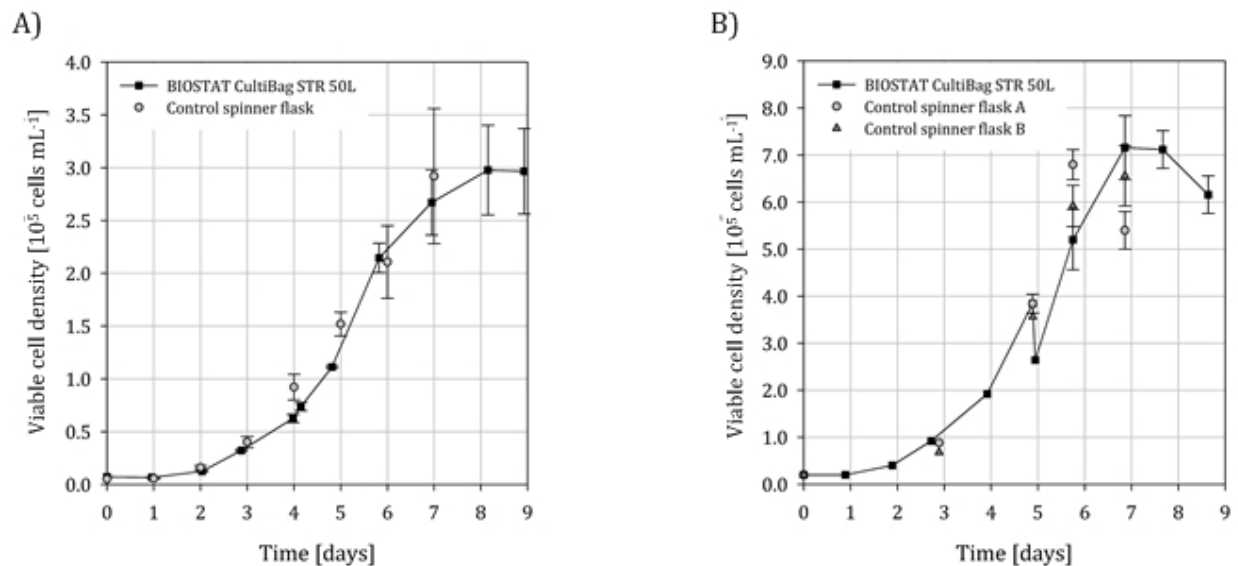 A)
Viable cell density [10⁵ cells mL⁻¹]
4.0
3.5
3.0
2.5
2.0
1.5
1.0
0.5
0.0
BIOSTAT CultiBag STR 50L
Control spinner flask
0 1 2 3 4 5 6 7 8 9
Time [days]
B)
Viable cell density [10⁵ cells mL⁻¹]
9.0
8.0
7.0
6.0
5.0
4.0
3.0
2.0
1.0
0.0
BIOSTAT CultiBag STR 50L
Control spinner flask A
Control spinner flask B
0 1 2 3 4 5 6 7 8 9
Time [days]